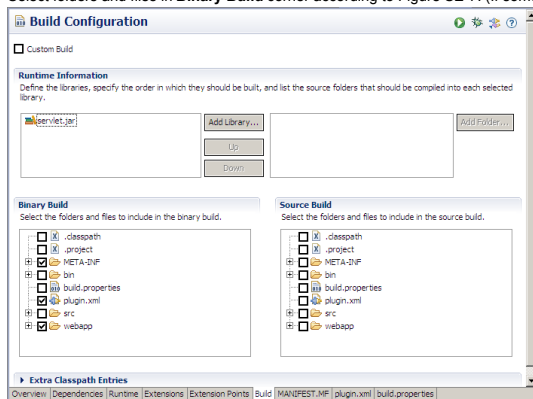 Select folders and files in Binary Build corner according to Figure
Build Configuration
Custom Build
Runtime Information
Define the libraries, specify the order in which they should be built, and list the source folders that should be compiled into each selected
library.
servlet.jar
Add Library...
Add Folder...
Up
Down
Binary Build
Select the folders and files to include in the binary build.
.classpath
.project
META-INF
bin
build.properties
plugin.xml
src
webapp
Source Build
Select the folders and files to include in the source build.
.classpath
.project
META-INF
bin
build.properties
plugin.xml
src
webapp
Extra Classpath Entries
Overview Dependencies Runtime Extensions Extension Points Build MANIFEST.MF plugin.xml build.properties